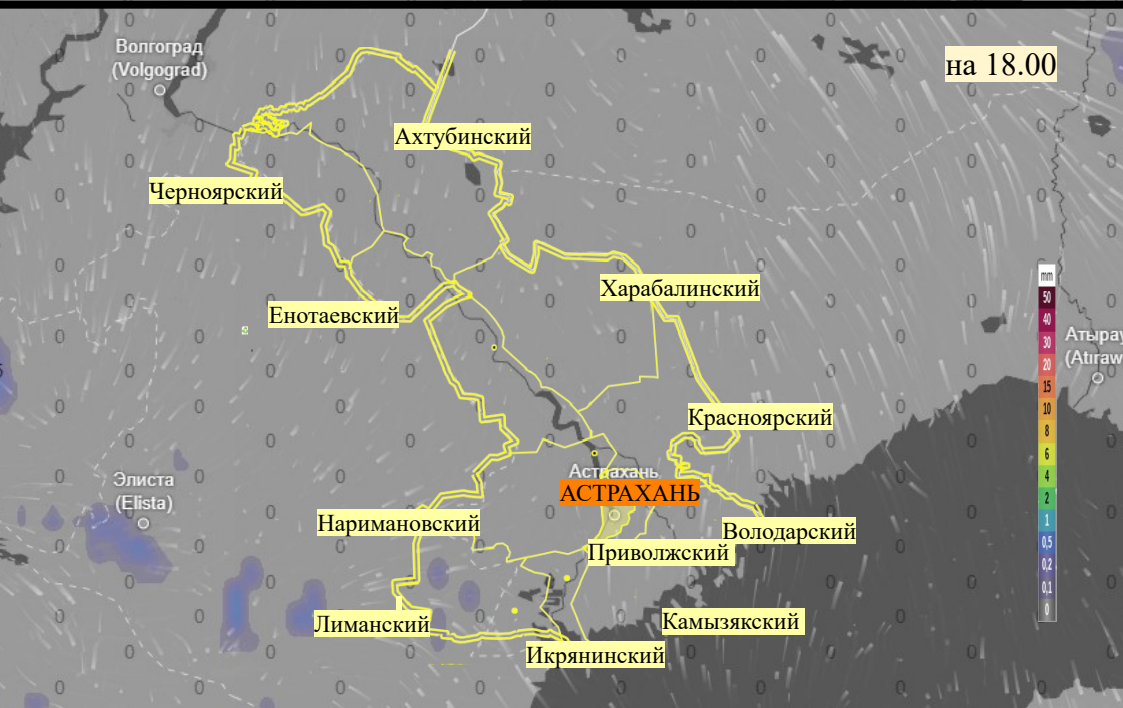 Волгоград
(Volgograd)
на 18.00
Ахтубинский
Черноярский
Харабалинский
mm
50
40
30
20
15
10
8
6
4
2
1
0,5
0,2
0,1
0
Енотаевский
Атырау
(Atıraw
Красноярский
Астрахань
АСТРАХАНЬ
Элиста
(Elista)
Наримановский
Володарский
Приволжский
Лиманский
Камызякский
Икрянинский